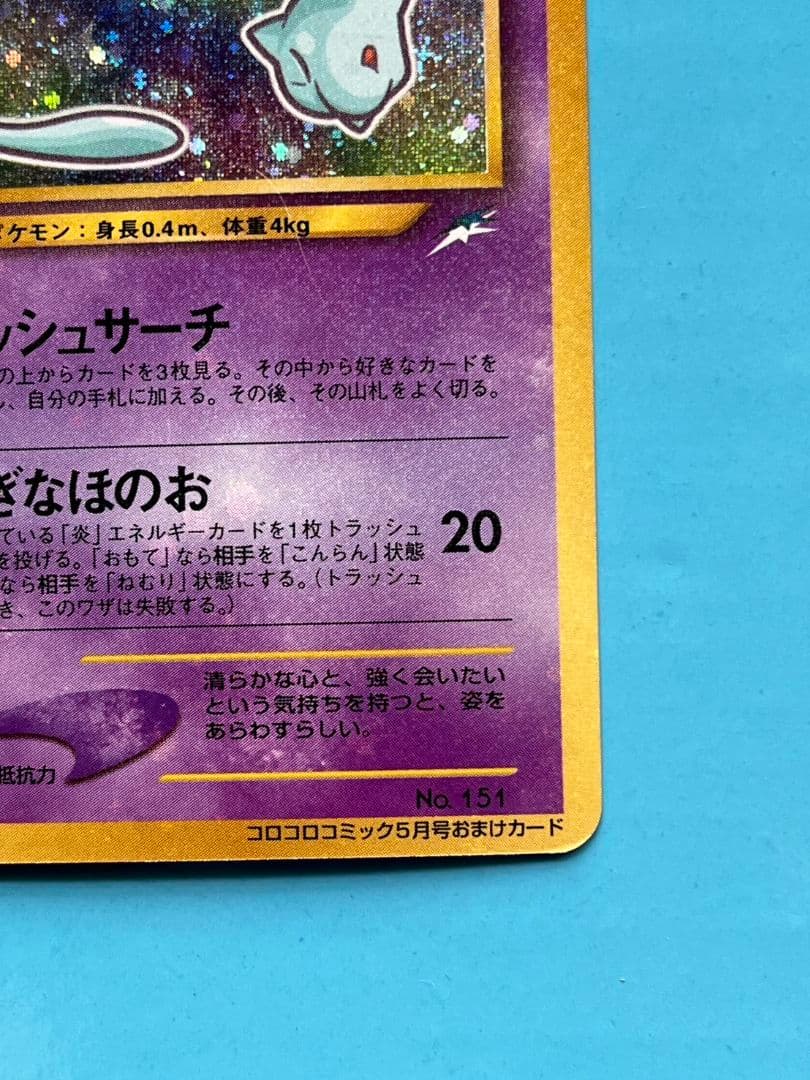 ケモン：身長0.4m、体重4kg
ッシュサーチ
の上からカードを3枚見る。その中から好きなカードを
し、自分の手札に加える。その後、その山札をよく切る。
ぎなほのお
ている「炎」エネルギーカードを1枚トラッシュ
を投げる。「おもて」なら相手を「こんらん」状態
なら相手を「ねむり」状態にする。（トラッシュ
き、このワザは失敗する。）
20
清らかな心と、強く会いたい
という気持ちを持つと、姿を
あらわすらしい。
抵抗力
No. 151
コロコロコミック5月号おまけカード